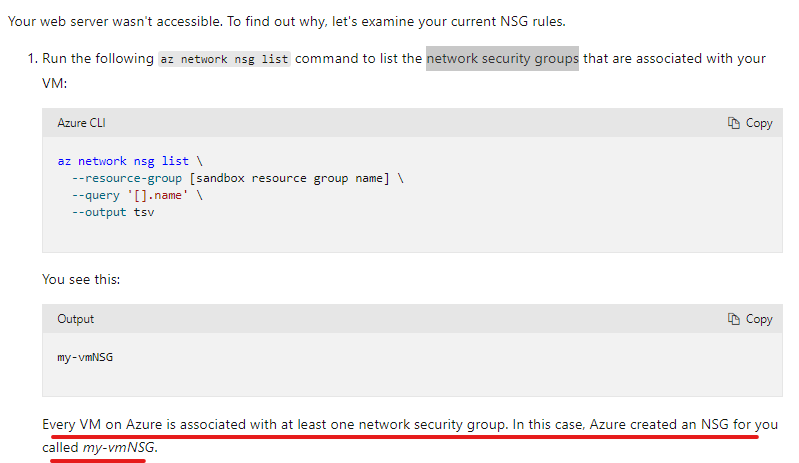 Your web server wasn't accessible. To find out why, let's examine your current NSG rules.
1. Run the following az network nsg list command to list the network security groups that are associated with your
VM:
Azure CLI
Copy
az network nsg list \
--resource-group [sandbox resource group name] \
--query '[].name' \
--output tsv
You see this:
Output
Copy
my-vmNSG
Every VM on Azure is associated with at least one network security group. In this case, Azure created an NSG for you
called my-vmNSG.